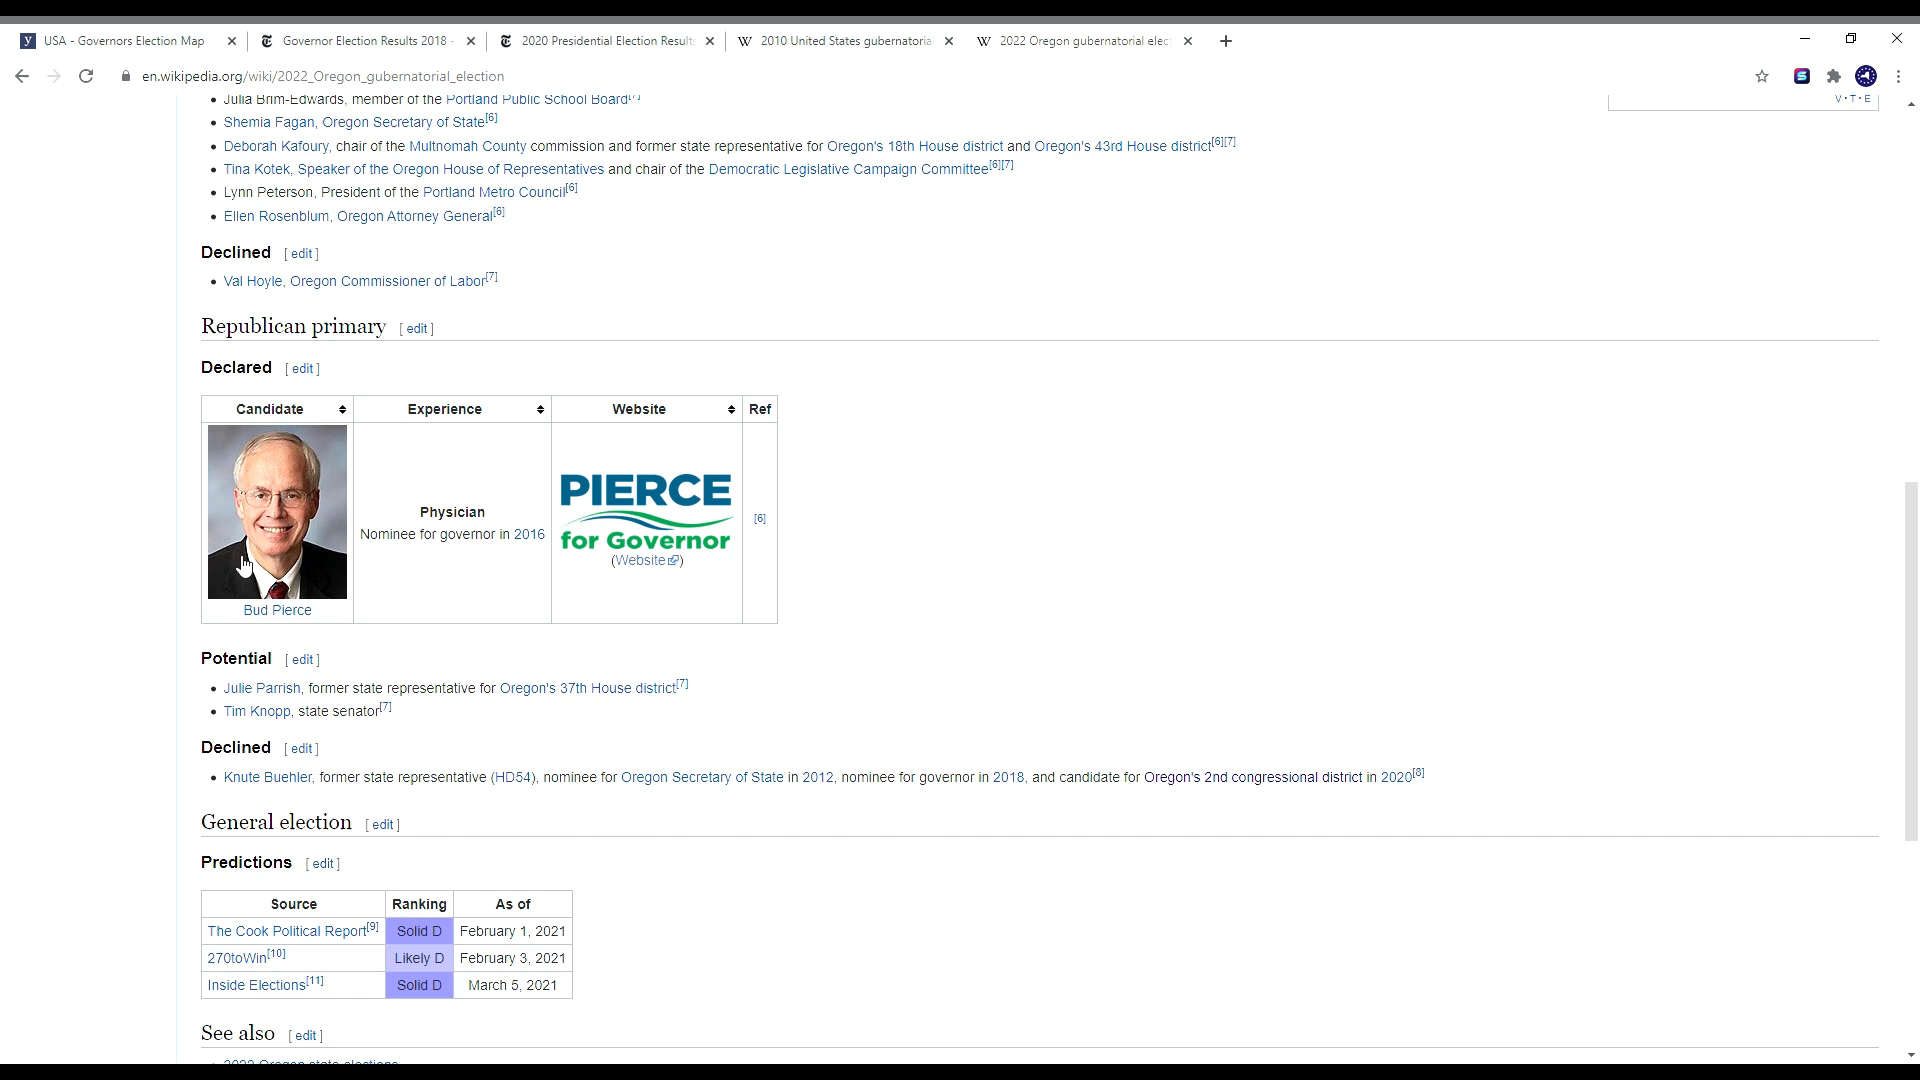 USA - Governors Election Map
Governor Election Results 2018 -
2020 Presidential Election Results
2010 United States gubernatorial
2022 Oregon gubernatorial elec
en.wikipedia.org/wiki/2022_Oregon_gubernatorial_election
V · T · E
• Julia Brim-Edwards, member of the Portland Public School Board[7]
• Shemia Fagan, Oregon Secretary of State[6]
• Deborah Kafoury, chair of the Multnomah County commission and former state representative for Oregon's 18th House district and Oregon's 43rd House district[6][7]
• Tina Kotek, Speaker of the Oregon House of Representatives and chair of the Democratic Legislative Campaign Committee[6][7]
• Lynn Peterson, President of the Portland Metro Council[6]
• Ellen Rosenblum, Oregon Attorney General[6]
Declined [ edit ]
• Val Hoyle, Oregon Commissioner of Labor[7]
Republican primary [ edit ]
Declared [ edit ]
Candidate Experience Website Ref
PIERCE
for Governor
Physician
Nominee for governor in 2016
(Website)
[6]
Bud Pierce
Potential [ edit ]
• Julie Parrish, former state representative for Oregon's 37th House district[7]
• Tim Knopp, state senator[7]
Declined [ edit ]
• Knute Buehler, former state representative (HD54), nominee for Oregon Secretary of State in 2012, nominee for governor in 2018, and candidate for Oregon's 2nd congressional district in 2020[8]
General election [ edit ]
Predictions [ edit ]
Source Ranking As of
The Cook Political Report[9] Solid D February 1, 2021
270toWin[10] Likely D February 3, 2021
Inside Elections[11] Solid D March 5, 2021
See also [ edit ]
2022 Oregon state elections